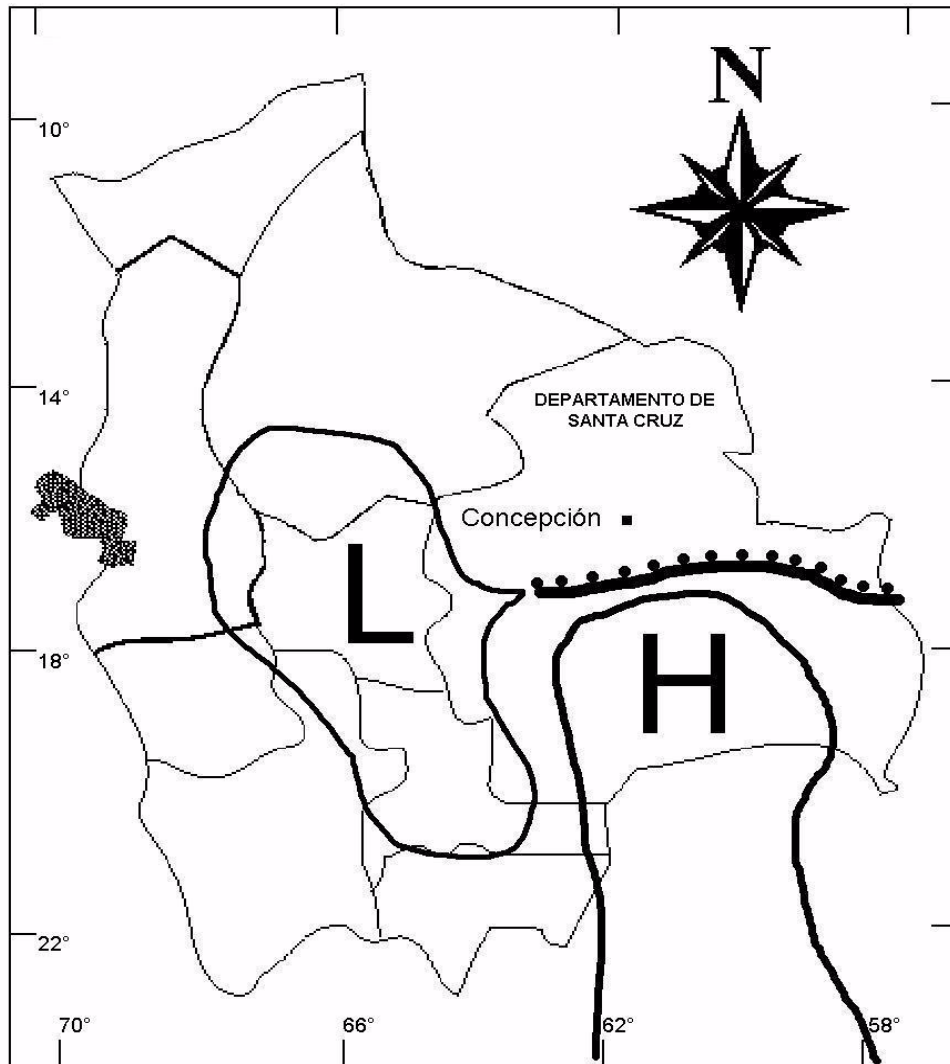 N
10°
14°
DEPARTAMENTO DE
SANTA CRUZ
Concepción
L
H
18°
22°
70°
66°
62°
58°